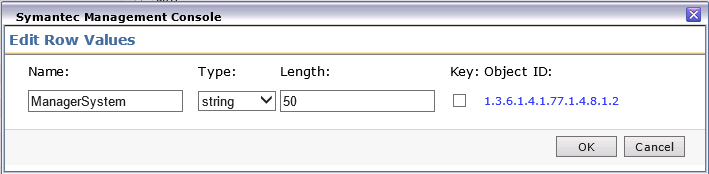 Symantec Management Console
Edit Row Values
Name: Type: Length: Key: Object ID:
ManagerSystem string 50 1.3.6.1.4.1.77.1.4.8.1.2
OK Cancel